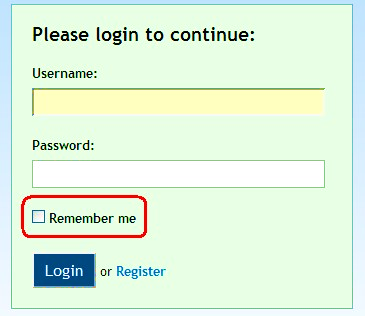 Please login to continue:
Username:
Password:
Remember me
Login or Register